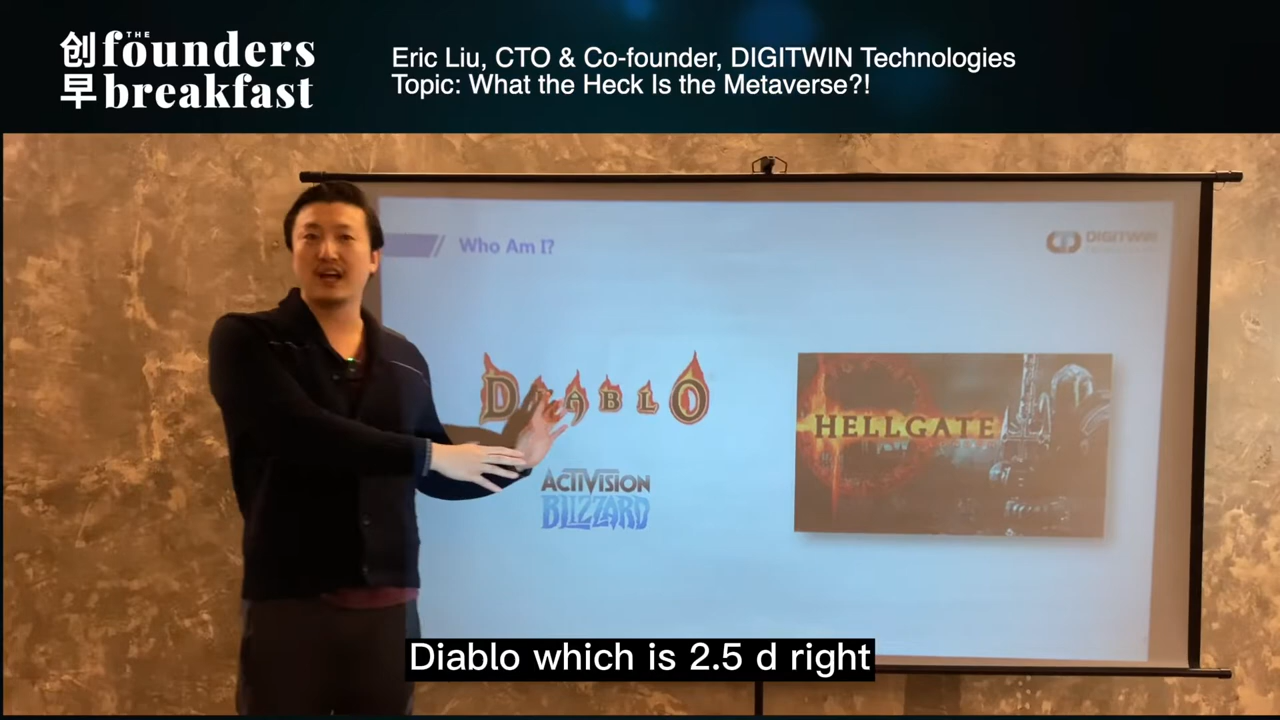 创早
THE
founders
breakfast
Eric Liu, CTO & Co-founder, DIGITWIN Technologies
Topic: What the Heck Is the Metaverse?!
Who Am I?
DIGITWIN
DIABLO
HELLGATE
ACTIVISION
BLIZZARD
Diablo which is 2.5 d right